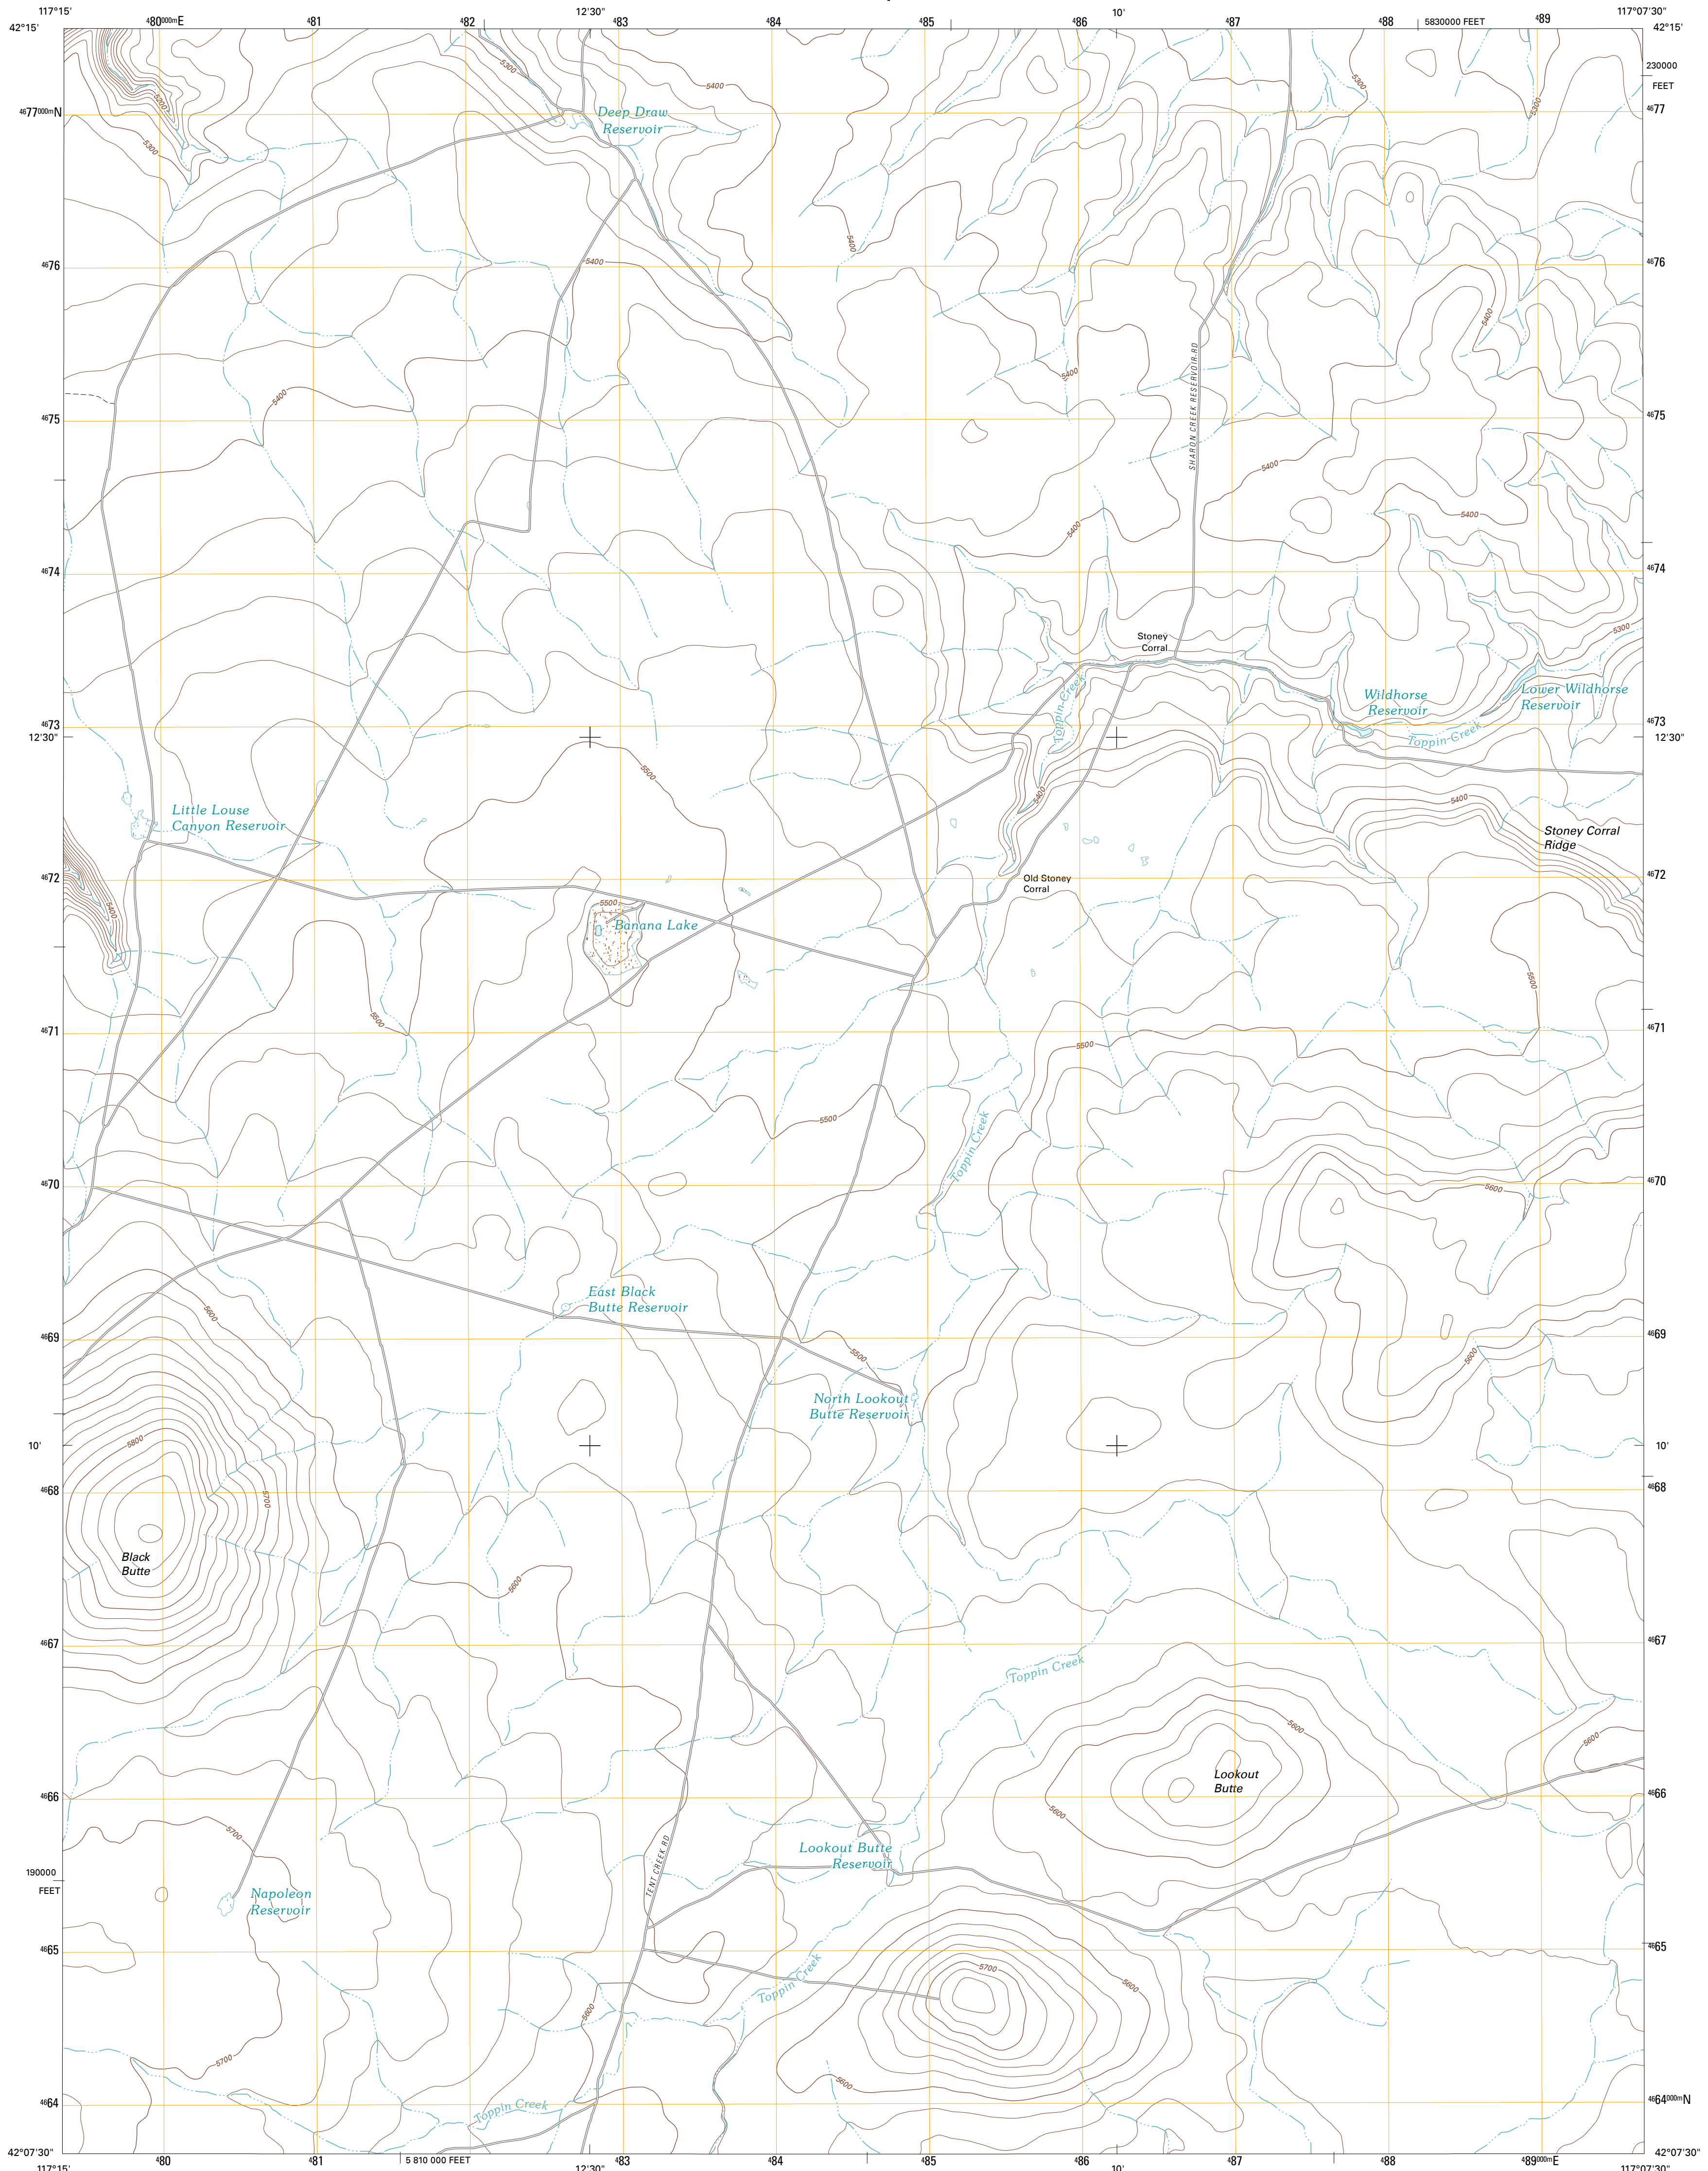 117°15'
⁴80⁰⁰⁰ᵐE
⁴81
⁴82
12'30"
⁴83
⁴84
⁴85
⁴86
10'
⁴87
⁴88
5830000 FEET
⁴89
117°07'30"
42°15'
42°15'
230000
FEET
5300
5400
5300
5200
5300
5300
⁴⁶77⁰⁰⁰ᵐN
Deep Draw
Reservoir
⁴⁶77
5300
5400
⁴⁶76
5400
⁴⁶76
5400
SHARON CREEK RESERVOIR RD
5400
5400
⁴⁶75
⁴⁶75
5400
5400
5400
⁴⁶74
⁴⁶74
Stoney
Corral
5300
Toppin Creek
Wildhorse
Reservoir
Lower Wildhorse
Reservoir
⁴⁶73
⁴⁶73
12'30"
Toppin Creek
12'30"
5500
5400
5400
Little Louse
Canyon Reservoir
Stoney Corral
Ridge
⁴⁶72
Old Stoney
Corral
⁴⁶72
5400
5500
Banana Lake
5500
5500
⁴⁶71
5500
⁴⁶71
5500
Toppin Creek
⁴⁶70
5600
⁴⁶70
East Black
Butte Reservoir
5600
⁴⁶69
⁴⁶69
5500
5600
North Lookout
Butte Reservoir
10'
5800
10'
⁴⁶68
5700
⁴⁶68
Black
Butte
5600
⁴⁶67
⁴⁶67
Toppin Creek
5600
5600
Lookout
Butte
⁴⁶66
5600
⁴⁶66
5700
Lookout Butte
Reservoir
TENT CREEK RD
190000
FEET
Napoleon
Reservoir
⁴⁶65
⁴⁶65
Toppin Creek
5700
5600
5600
5700
5600
⁴⁶64
Toppin Creek
⁴⁶64⁰⁰⁰ᵐN
42°07'30"
42°07'30"
117°15'
⁴80
⁴81
5 810 000 FEET
12'30"
⁴83
⁴84
⁴85
⁴86
10'
⁴87
⁴88
⁴89⁰⁰⁰ᵐE
117°07'30"